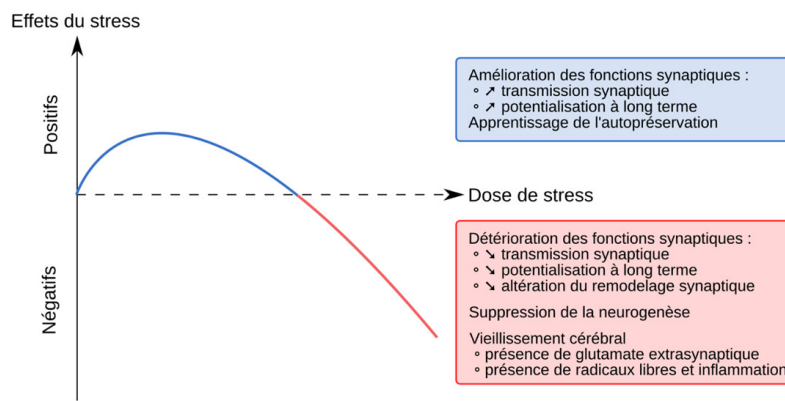 Effets du stress
Positifs
Négatifs
Dose de stress
Amélioration des fonctions synaptiques :
∘ ➚ transmission synaptique
∘ ➚ potentialisation à long terme
Apprentissage de l'autopréservation
Détérioration des fonctions synaptiques :
∘ ➘ transmission synaptique
∘ ➘ potentialisation à long terme
∘ ➘ altération du remodelage synaptique
Suppression de la neurogenèse
Vieillissement cérébral
∘ présence de glutamate extrasynaptique
∘ présence de radicaux libres et inflammation